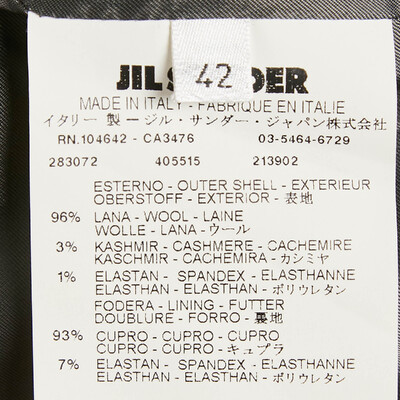 42
JIL SANDER
MADE IN ITALY - FABRIQUE EN ITALIE
イタリー 製 ージル・サンダー・ジャパン株式会社
RN.104642 - CA3476 03-5464-6729
283072 405515 213902
ESTERNO - OUTER SHELL - EXTERIEUR
OBERSTOFF - EXTERIOR - 表地
96% LANA - WOOL - LAINE
WOLLE - LANA - ウール
3% KASHMIR - CASHMERE - CACHEMIRE
KASCHMIR - CACHEMIRA - カシミヤ
1% ELASTAN - SPANDEX - ELASTHANNE
ELASTHAN - ELASTHAN - ポリウレタン
FODERA - LINING - FUTTER
DOUBLURE - FORRO - 裏地
93% CUPRO - CUPRO - CUPRO
CUPRO - CUPRO - キュプラ
7% ELASTAN - SPANDEX - ELASTHANNE
ELASTHAN - ELASTHAN - ポリウレタン